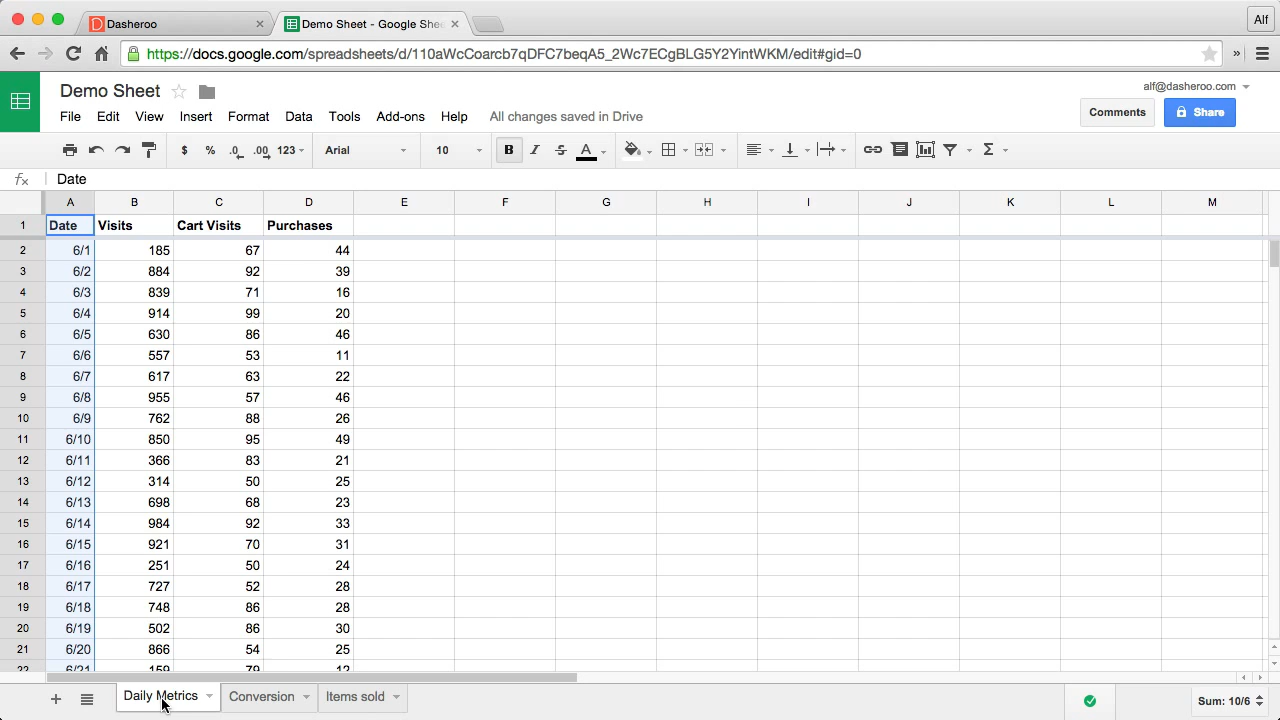 Dasheroo
Demo Sheet - Google She
Alf
https://docs.google.com/spreadsheets/d/110aWcCoarcb7qDFC7beqA5_2Wc7ECgBLG5Y2YintWKM/edit#gid=0
Demo Sheet
alf@dasheroo.com
File Edit View Insert Format Data Tools Add-ons Help All changes saved in Drive
Comments Share
$ % .0 .00 123 Arial 10 B I S A Σ
fx Date
A B C D E F G H I J K L M
1 Date Visits Cart Visits Purchases
2 6/1 185 67 44
3 6/2 884 92 39
4 6/3 839 71 16
5 6/4 914 99 20
6 6/5 630 86 46
7 6/6 557 53 11
8 6/7 617 63 22
9 6/8 955 57 46
10 6/9 762 88 26
11 6/10 850 95 49
12 6/11 366 83 21
13 6/12 314 50 25
14 6/13 698 68 23
15 6/14 984 92 33
16 6/15 921 70 31
17 6/16 251 50 24
18 6/17 727 52 28
19 6/18 748 86 28
20 6/19 502 86 30
21 6/20 866 54 25
22 6/21 159 79 12
Daily Metrics Conversion Items sold
Sum: 10/6